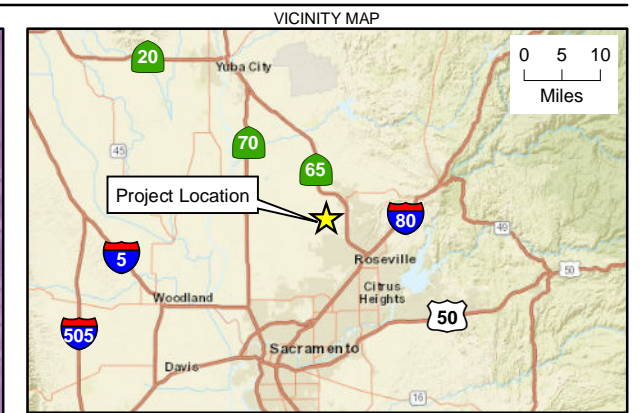 VICINITY MAP
20
Yuba City
0 5 10
Miles
45
70
65
Project Location
80
49
5
Roseville
50
Citrus
Heights
Woodland
50
505
Sacramento
Davis
16